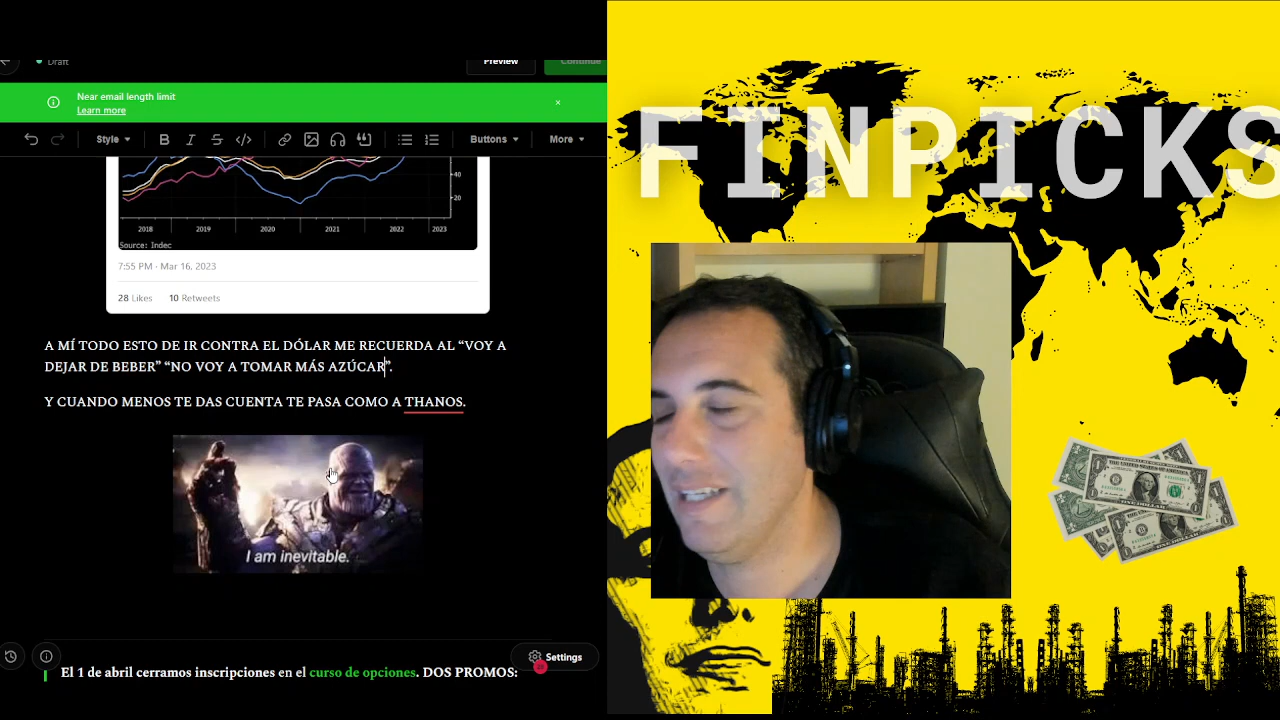 Draft
Preview
Continue
Near email length limit
Learn more
Style
Buttons
More
40
20
2018 2019 2020 2021 2022 2023
Source: Indec
7:55 PM · Mar 16, 2023
28 Likes 10 Retweets
A MÍ TODO ESTO DE IR CONTRA EL DÓLAR ME RECUERDA AL “VOY A
DEJAR DE BEBER” “NO VOY A TOMAR MÁS AZÚCAR”.
Y CUANDO MENOS TE DAS CUENTA TE PASA COMO A THANOS.
I am inevitable.
Settings
El 1 de abril cerramos inscripciones en el curso de opciones. DOS PROMOS:
FINPICKS